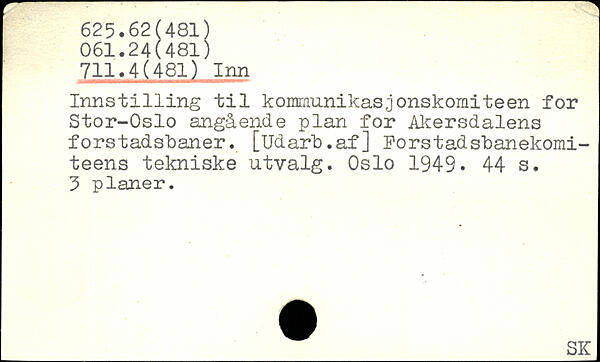 625.62(481)
061.24(481)
711.4(481) Inn
Innstilling til kommunikasjonskomiteen for
Stor-Oslo angående plan for Akersdalens
forstadsbaner. [Udarb.af] Forstadsbanekomi-
teens tekniske utvalg. Oslo 1949. 44 s.
3 planer.
SK